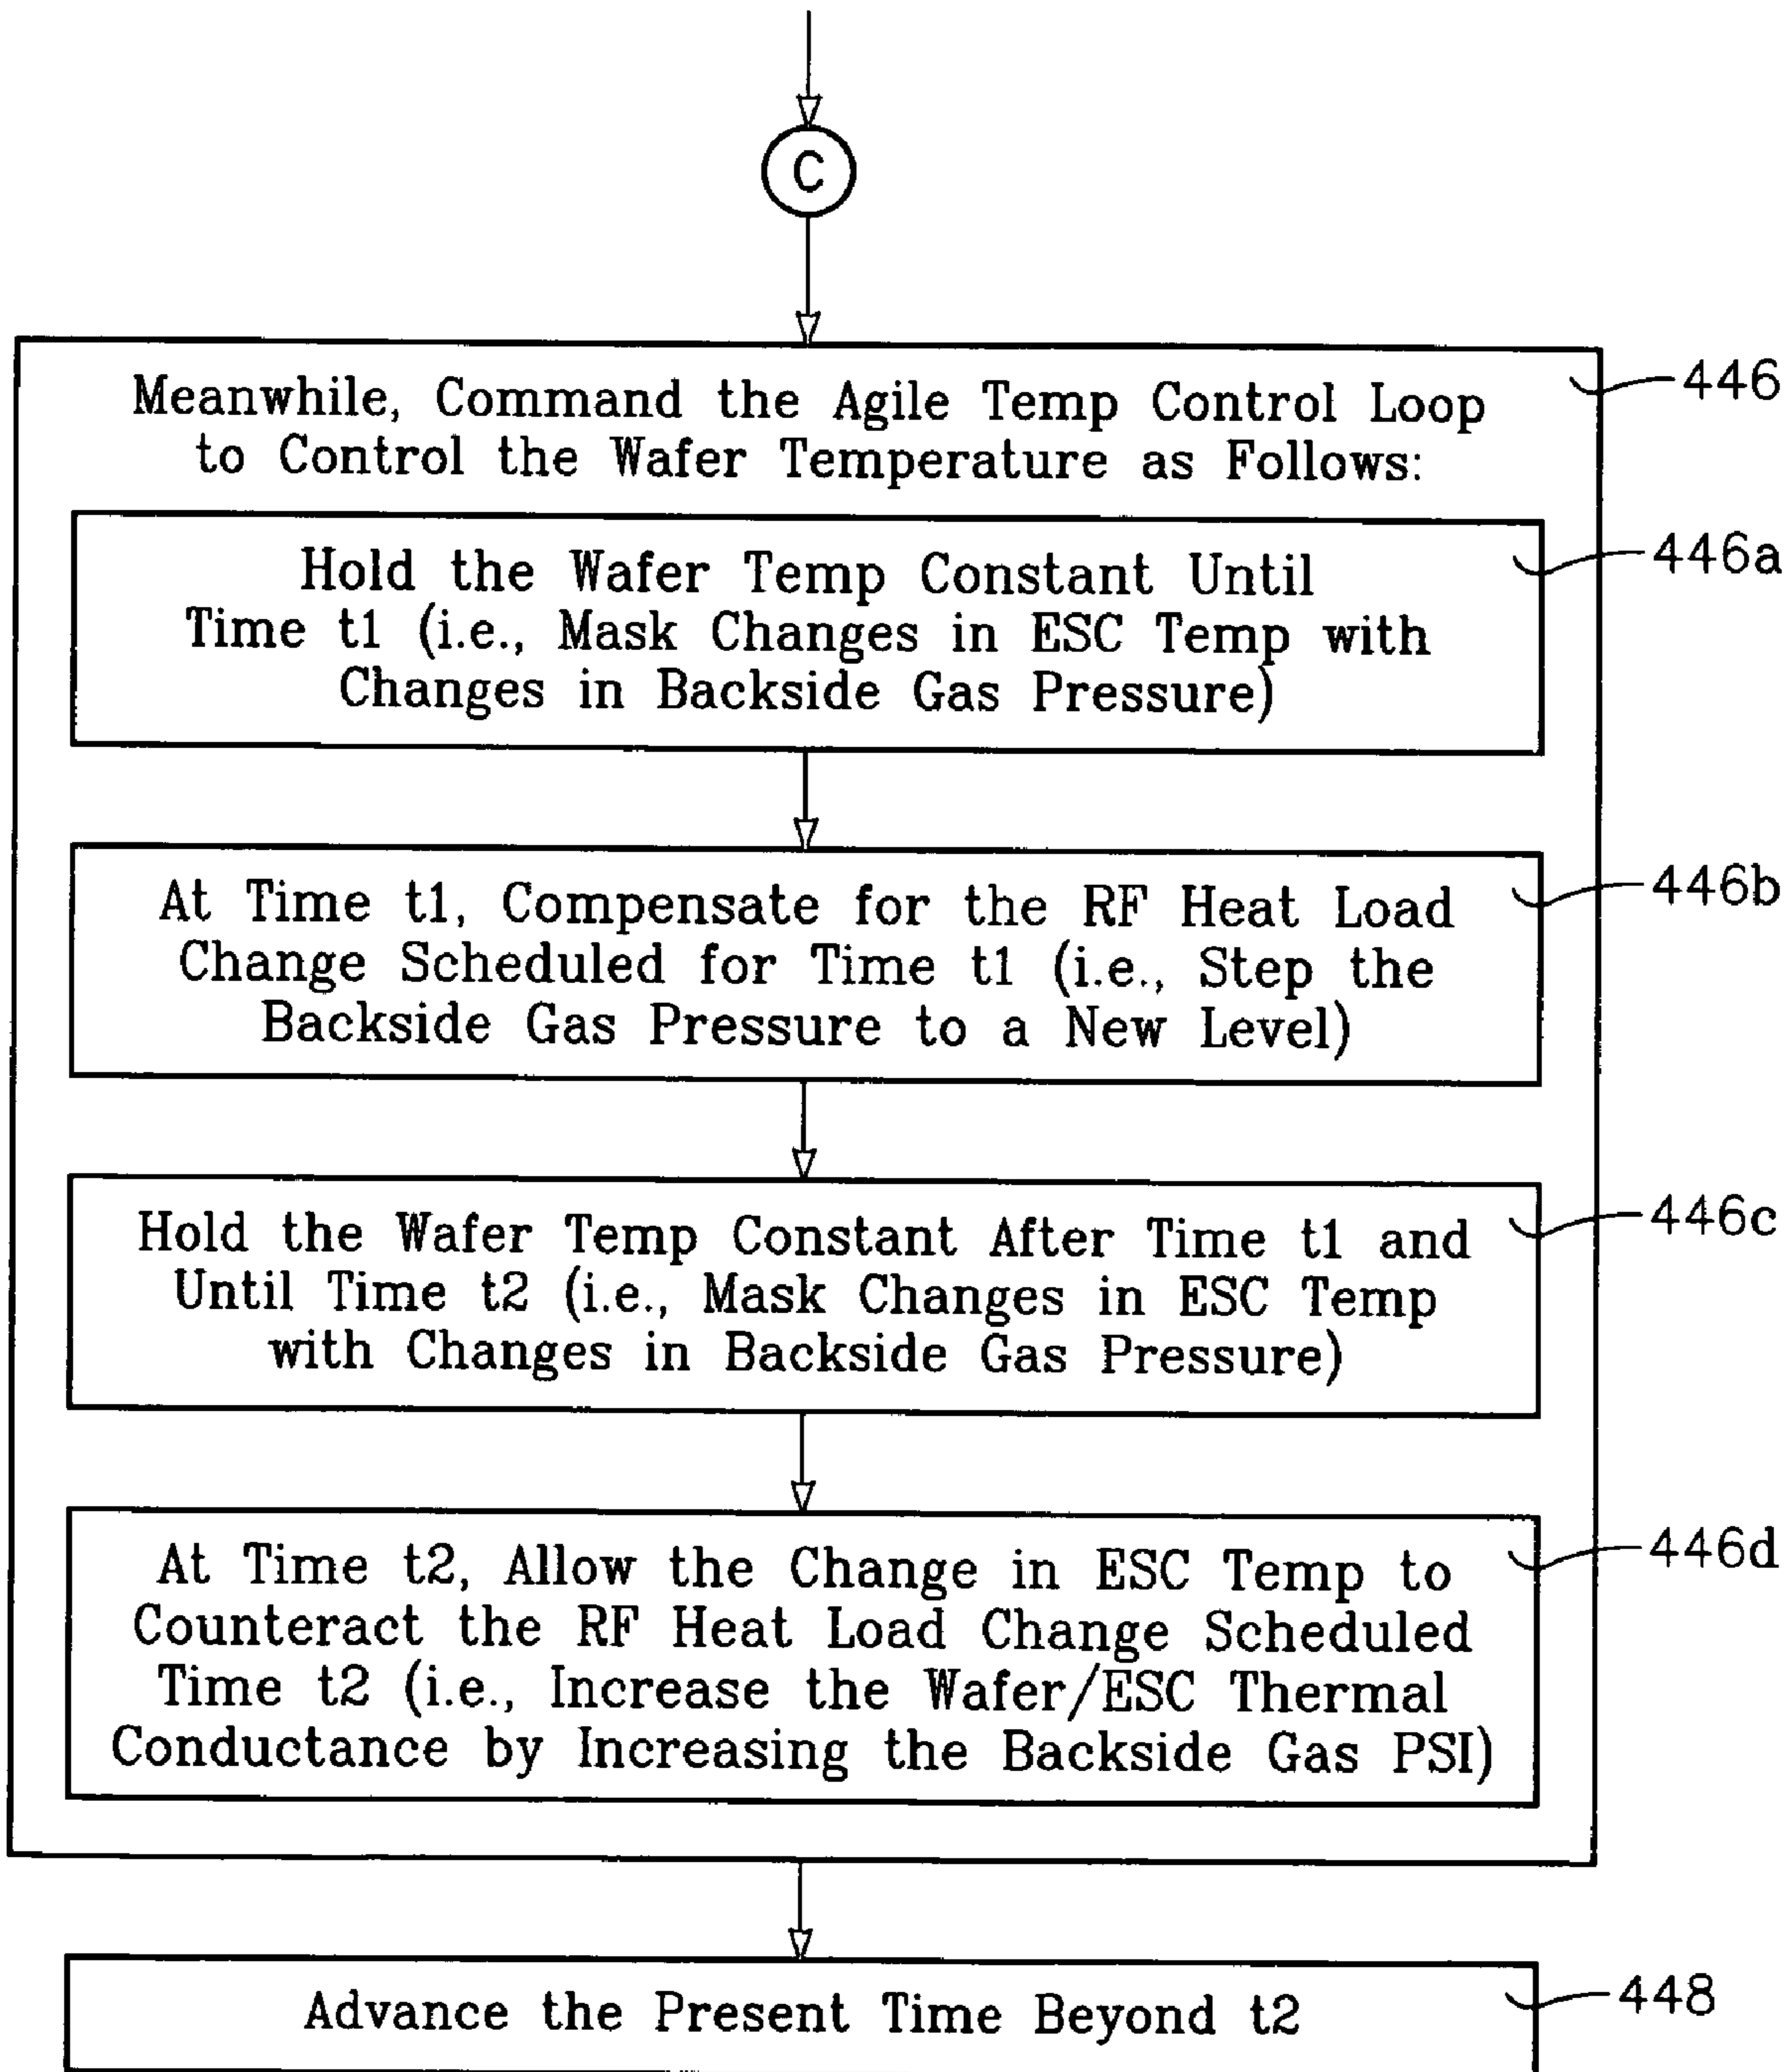 C
Meanwhile, Command the Agile Temp Control Loop
to Control the Wafer Temperature as Follows:
446
Hold the Wafer Temp Constant Until
Time t1 (i.e., Mask Changes in ESC Temp with
Changes in Backside Gas Pressure)
446a
At Time t1, Compensate for the RF Heat Load
Change Scheduled for Time t1 (i.e., Step the
Backside Gas Pressure to a New Level)
446b
Hold the Wafer Temp Constant After Time t1 and
Until Time t2 (i.e., Mask Changes in ESC Temp
with Changes in Backside Gas Pressure)
446c
At Time t2, Allow the Change in ESC Temp to
Counteract the RF Heat Load Change Scheduled
Time t2 (i.e., Increase the Wafer/ESC Thermal
Conductance by Increasing the Backside Gas PSI)
446d
Advance the Present Time Beyond t2
448